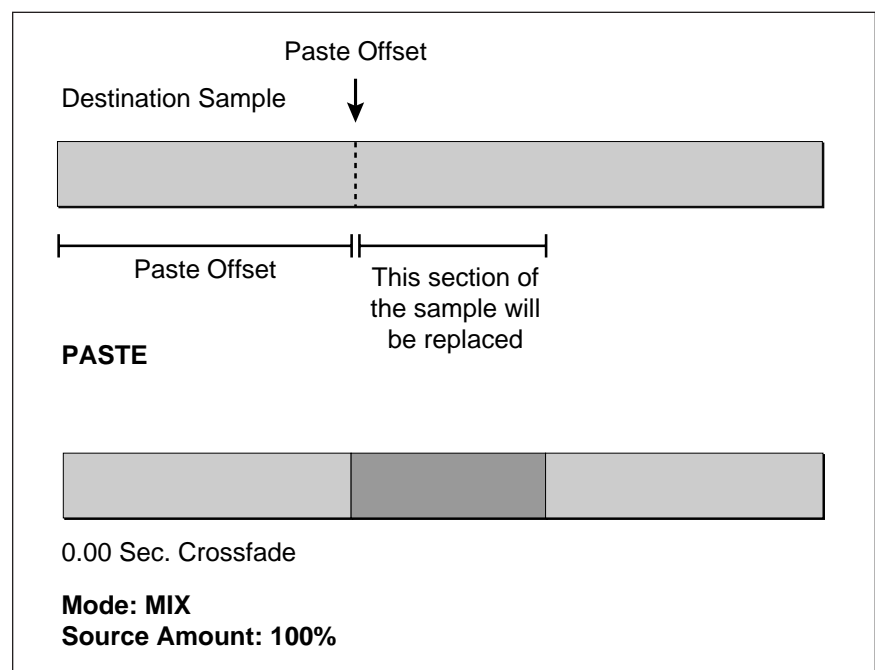 Paste Offset
Destination Sample
Paste Offset
This section of
the sample will
be replaced
PASTE
0.00 Sec. Crossfade
Mode: MIX
Source Amount: 100%